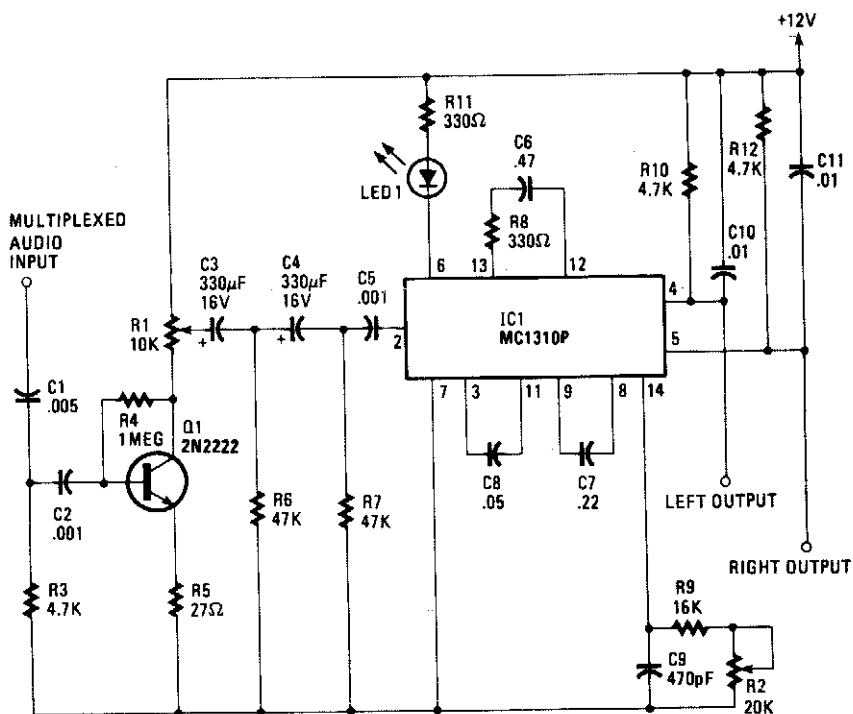 +12V
R11
330Ω
C6
.47
LED1
R8
330Ω
R10
4.7K
R12
4.7K
C11
.01
C10
.01
MULTIPLEXED
AUDIO
INPUT
C3
330µF
16V
C4
330µF
16V
C5
.001
6
13
12
4
R1
10K
+
+
2
IC1
MC1310P
5
C1
.005
R4
1MEG
Q1
2N2222
7
3
11
9
8
14
C2
.001
C8
.05
C7
.22
R6
47K
R7
47K
LEFT OUTPUT
RIGHT OUTPUT
R3
4.7K
R5
27Ω
R9
16K
C9
470pF
R2
20K